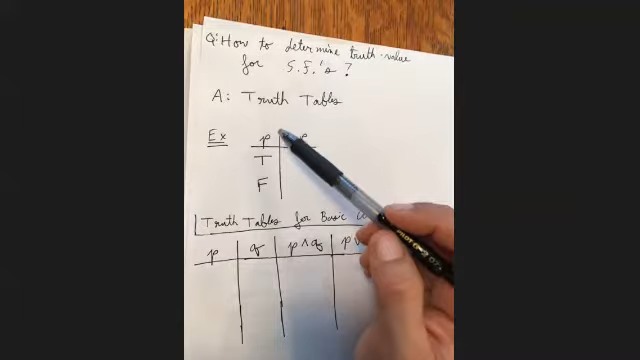 Q: How to determine truth-value
for S.F.'s ?
A: Truth Tables
Ex p p
T
F
Truth Tables for Basic
p q p ∧ q p